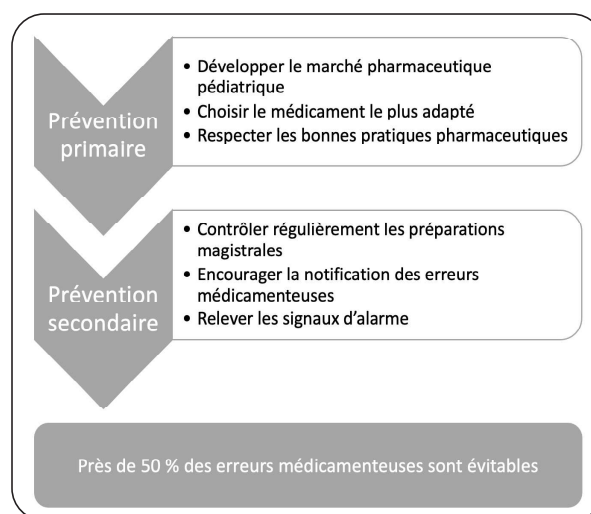 Prévention
primaire
• Développer le marché pharmaceutique
pédiatrique
• Choisir le médicament le plus adapté
• Respecter les bonnes pratiques pharmaceutiques
Prévention
secondaire
• Contrôler régulièrement les préparations
magistrales
• Encourager la notification des erreurs
médicamenteuses
• Relever les signaux d’alarme
Près de 50 % des erreurs médicamenteuses sont évitables